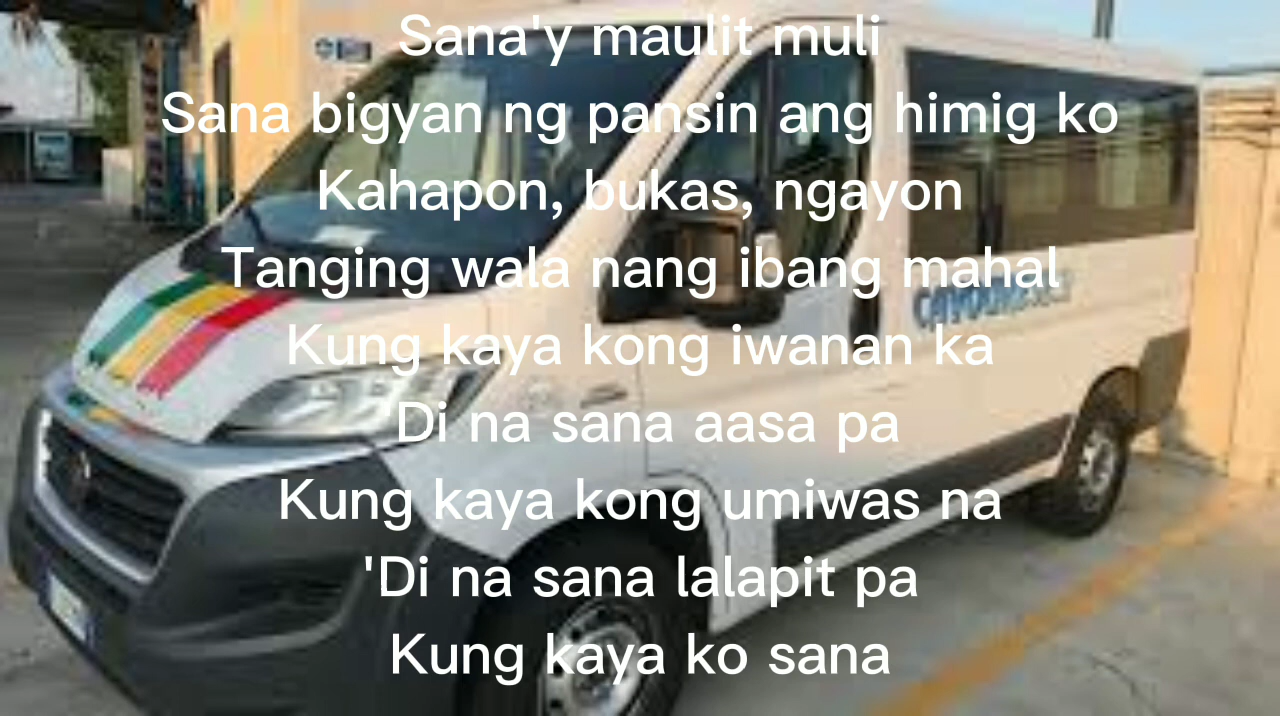 Sana'y maulit muli
Sana bigyan ng pansin ang himig ko
Kahapon, bukas, ngayon
Tanging wala nang ibang mahal
Kung kaya kong iwanan ka
'Di na sana aasa pa
Kung kaya kong umiwas na
'Di na sana lalapit pa
Kung kaya ko sana